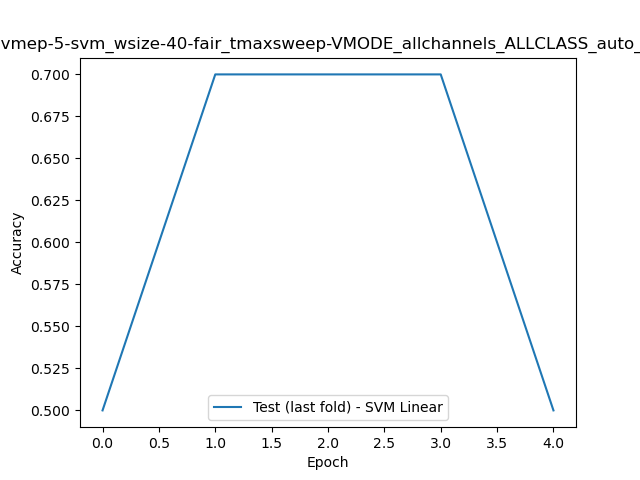 vmep-5-svm_wsize-40-fair_tmaxsweep-VMODE_allchannels_ALLCLASS_auto_
0.700
0.675
0.650
0.625
0.600
0.575
0.550
0.525
0.500
Accuracy
Test (last fold) - SVM Linear
0.0 0.5 1.0 1.5 2.0 2.5 3.0 3.5 4.0
Epoch